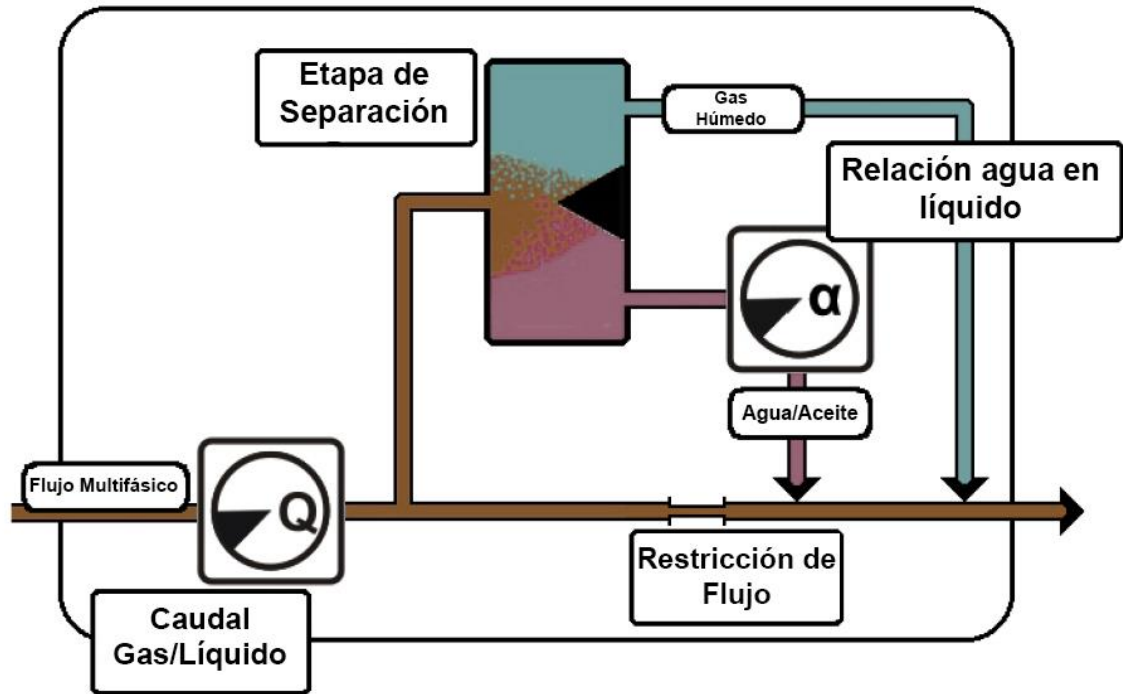 Etapa de
Separación
Gas
Húmedo
Relación agua en
líquido
α
Agua/Aceite
Flujo Multifásico
Q
Restricción de
Flujo
Caudal
Gas/Líquido